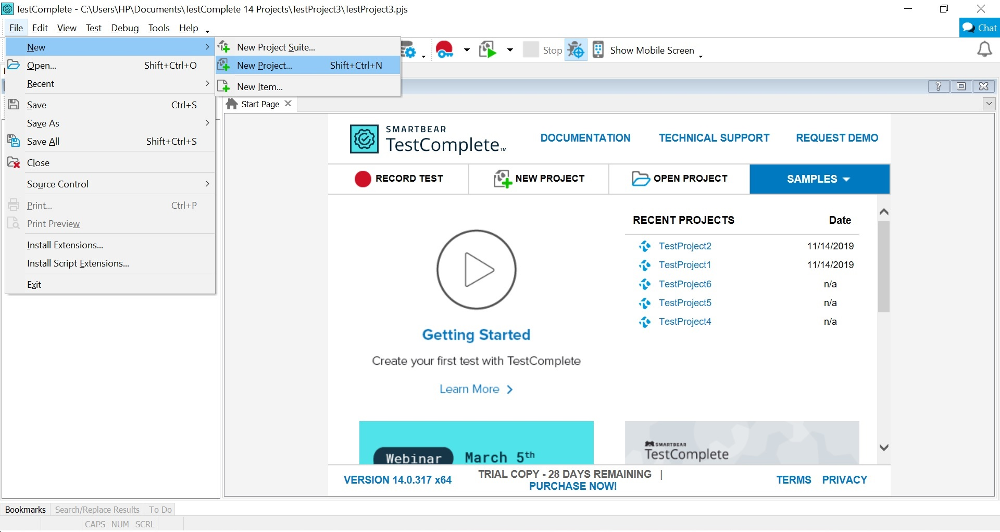 TestComplete - C:\Users\HP\Documents\TestComplete 14 Projects\TestProject3\TestProject3.pjs
File Edit View Test Debug Tools Help
Chat
New
Open... Shift+Ctrl+O
Recent
Save Ctrl+S
Save As
Save All Shift+Ctrl+S
Close
Source Control
Print... Ctrl+P
Print Preview
Install Extensions...
Install Script Extensions...
Exit
New Project Suite...
New Project... Shift+Ctrl+N
New Item...
Stop Show Mobile Screen
?
Start Page
SMARTBEAR
TestComplete™
DOCUMENTATION TECHNICAL SUPPORT REQUEST DEMO
RECORD TEST NEW PROJECT OPEN PROJECT SAMPLES
Getting Started
Create your first test with TestComplete
Learn More >
RECENT PROJECTS Date
TestProject2 11/14/2019
TestProject1 11/14/2019
TestProject6 n/a
TestProject5 n/a
TestProject4 n/a
Webinar March 5th
SMARTBEAR
TestComplete
VERSION 14.0.317 x64
TRIAL COPY - 28 DAYS REMAINING |
PURCHASE NOW!
TERMS PRIVACY
Bookmarks Search/Replace Results To Do
CAPS NUM SCRL